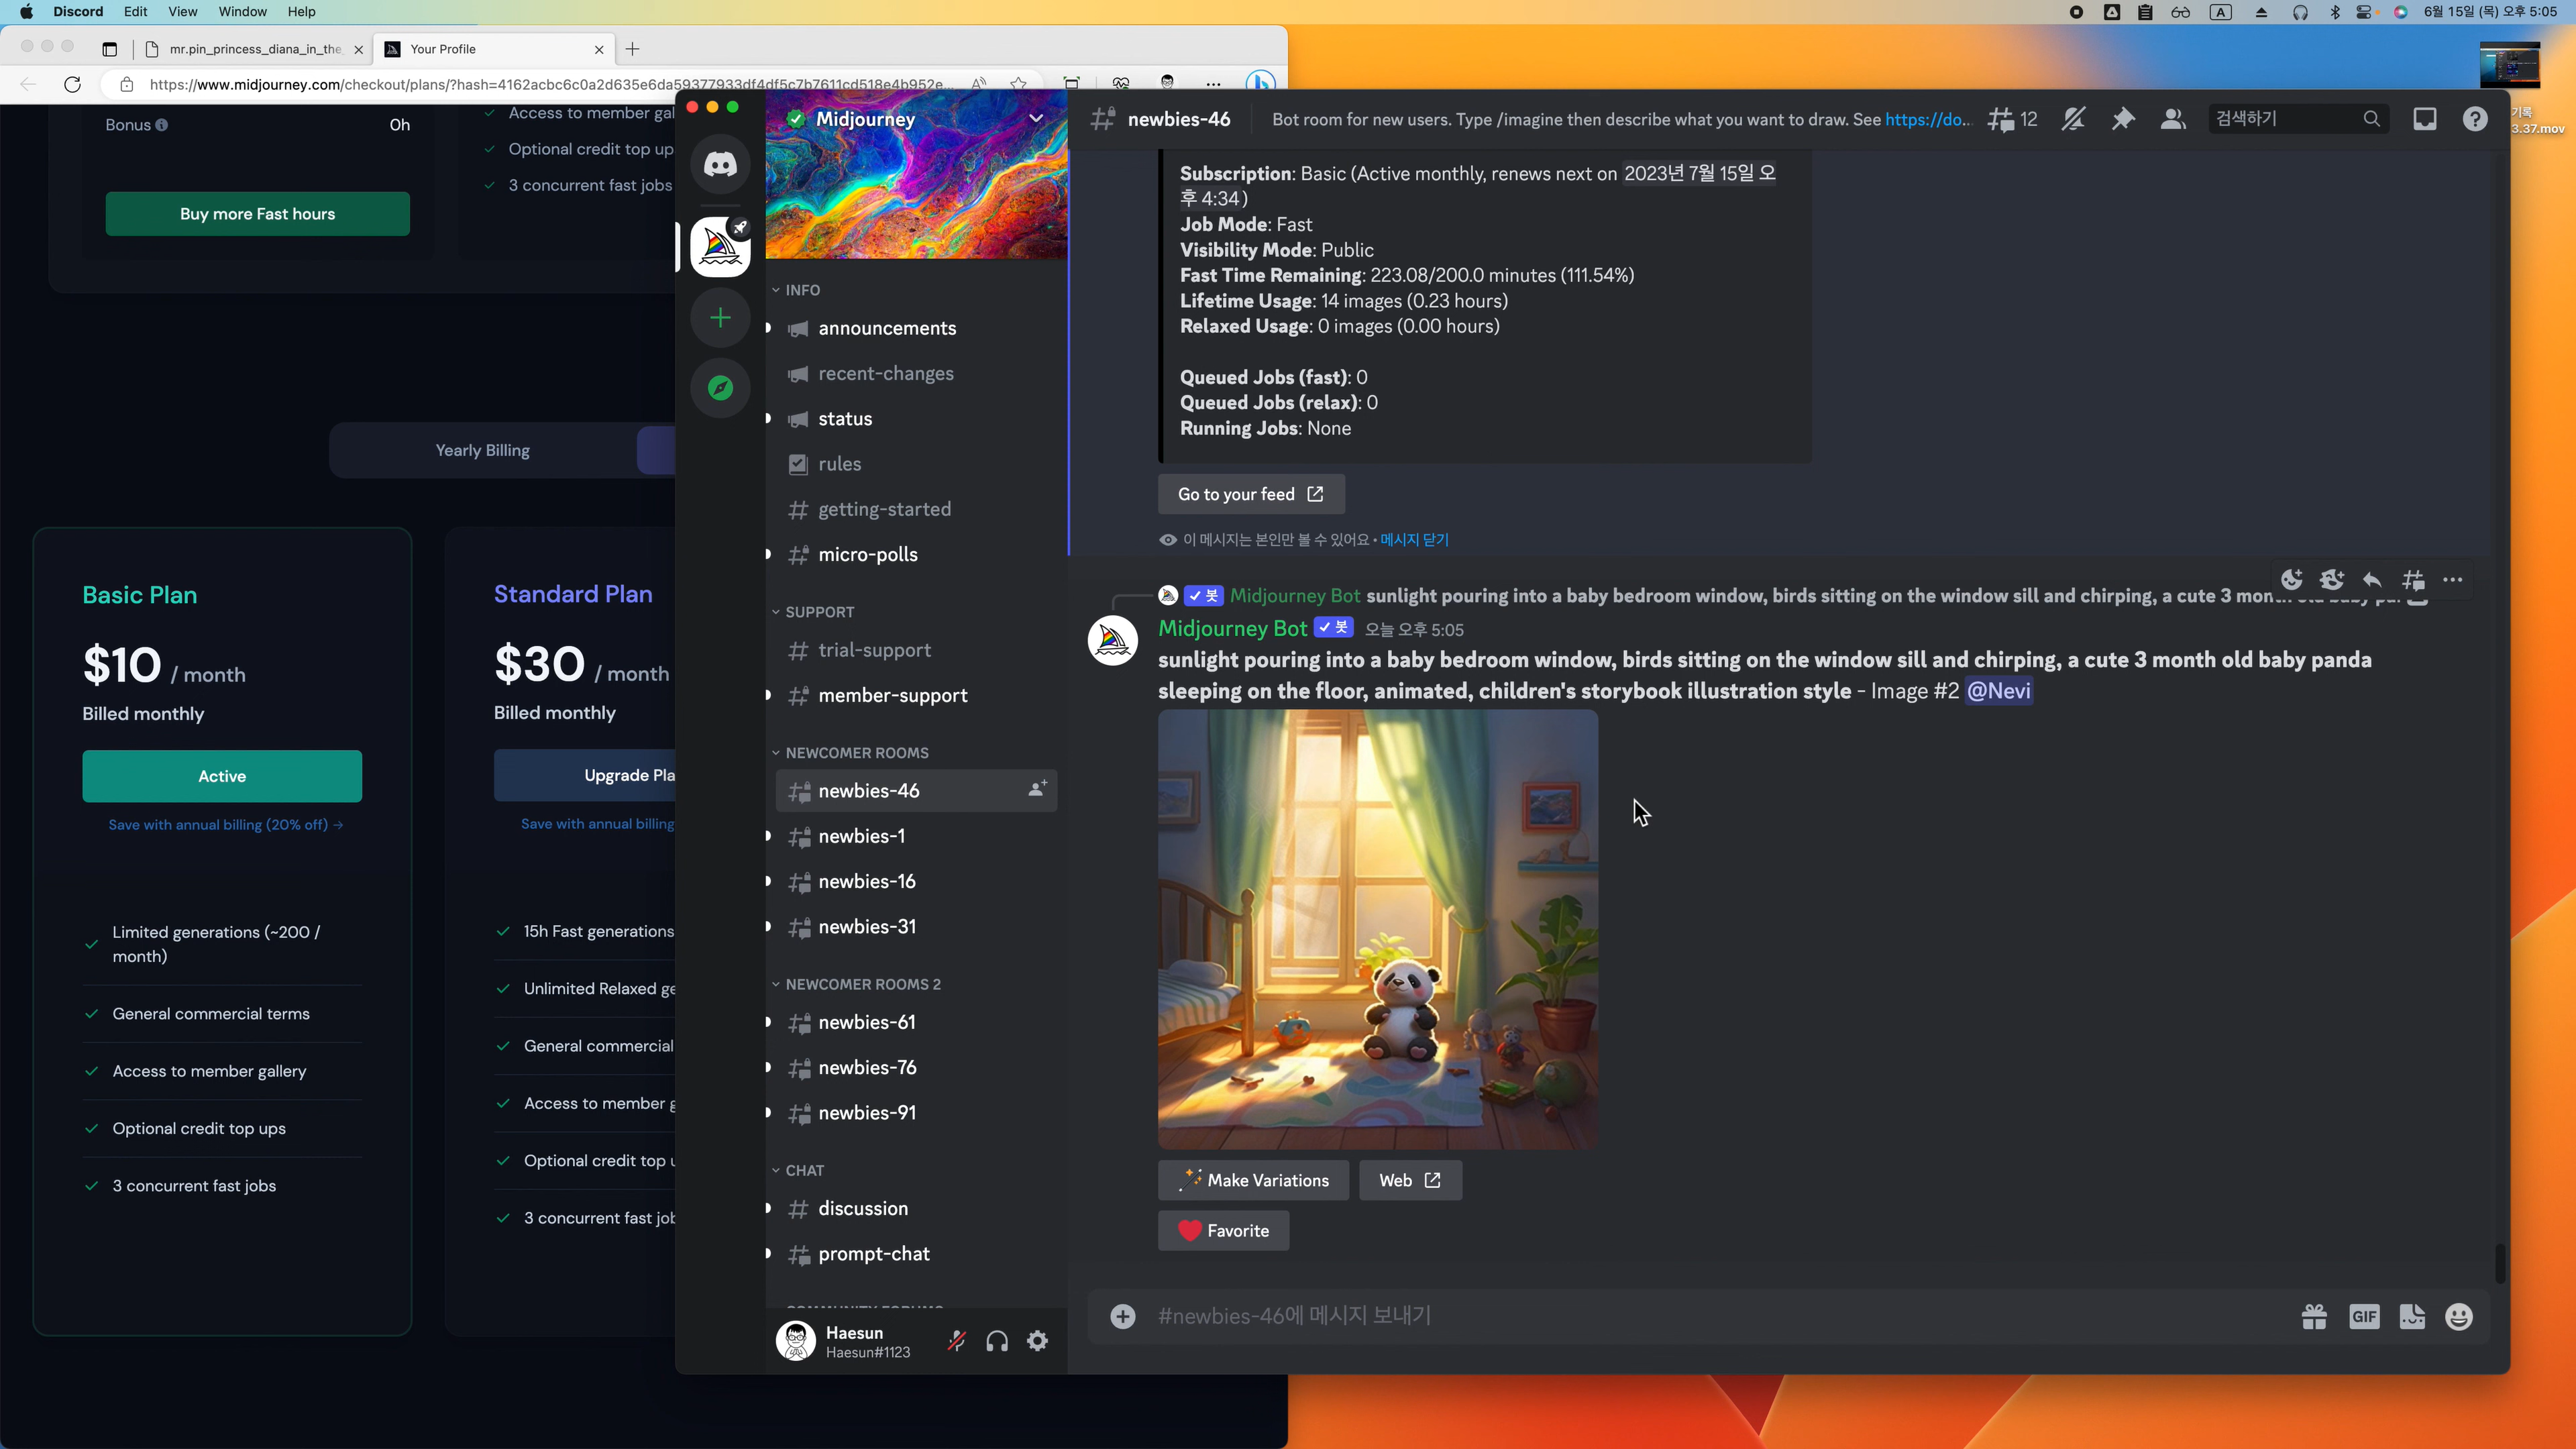 Discord Edit View Window Help
A
6월 15일 (목) 오후 5:05
mr.pin_princess_diana_in_the_
Your Profile
https://www.midjourney.com/checkout/plans/?hash=4162acbc6c0a2d635e6da59377933df4df5c7b7611cd518e4b952e...
기록
3.37.mov
Bonus
0h
Buy more Fast hours
Access to member gal
Optional credit top up
3 concurrent fast jobs
Yearly Billing
Basic Plan
$10 / month
Billed monthly
Active
Save with annual billing (20% off) →
Limited generations (~200 /
month)
General commercial terms
Access to member gallery
Optional credit top ups
3 concurrent fast jobs
Standard Plan
$30 / month
Billed monthly
Upgrade Pla
Save with annual billing
15h Fast generations
Unlimited Relaxed ge
General commercial
Access to member g
Optional credit top u
3 concurrent fast job
Midjourney
INFO
announcements
recent-changes
status
rules
getting-started
micro-polls
SUPPORT
trial-support
member-support
NEWCOMER ROOMS
newbies-46
newbies-1
newbies-16
newbies-31
NEWCOMER ROOMS 2
newbies-61
newbies-76
newbies-91
CHAT
discussion
prompt-chat
Haesun
Haesun#1123
newbies-46
Bot room for new users. Type /imagine then describe what you want to draw. See https://do...
12
검색하기
Subscription: Basic (Active monthly, renews next on 2023년 7월 15일 오
후 4:34)
Job Mode: Fast
Visibility Mode: Public
Fast Time Remaining: 223.08/200.0 minutes (111.54%)
Lifetime Usage: 14 images (0.23 hours)
Relaxed Usage: 0 images (0.00 hours)
Queued Jobs (fast): 0
Queued Jobs (relax): 0
Running Jobs: None
Go to your feed
이 메시지는 본인만 볼 수 있어요 • 메시지 닫기
봇 Midjourney Bot sunlight pouring into a baby bedroom window, birds sitting on the window sill and chirping, a cute 3 month old baby
Midjourney Bot 봇 오늘 오후 5:05
sunlight pouring into a baby bedroom window, birds sitting on the window sill and chirping, a cute 3 month old baby panda
sleeping on the floor, animated, children's storybook illustration style - Image #2 @Nevi
Make Variations
Web
Favorite
#newbies-46에 메시지 보내기
GIF